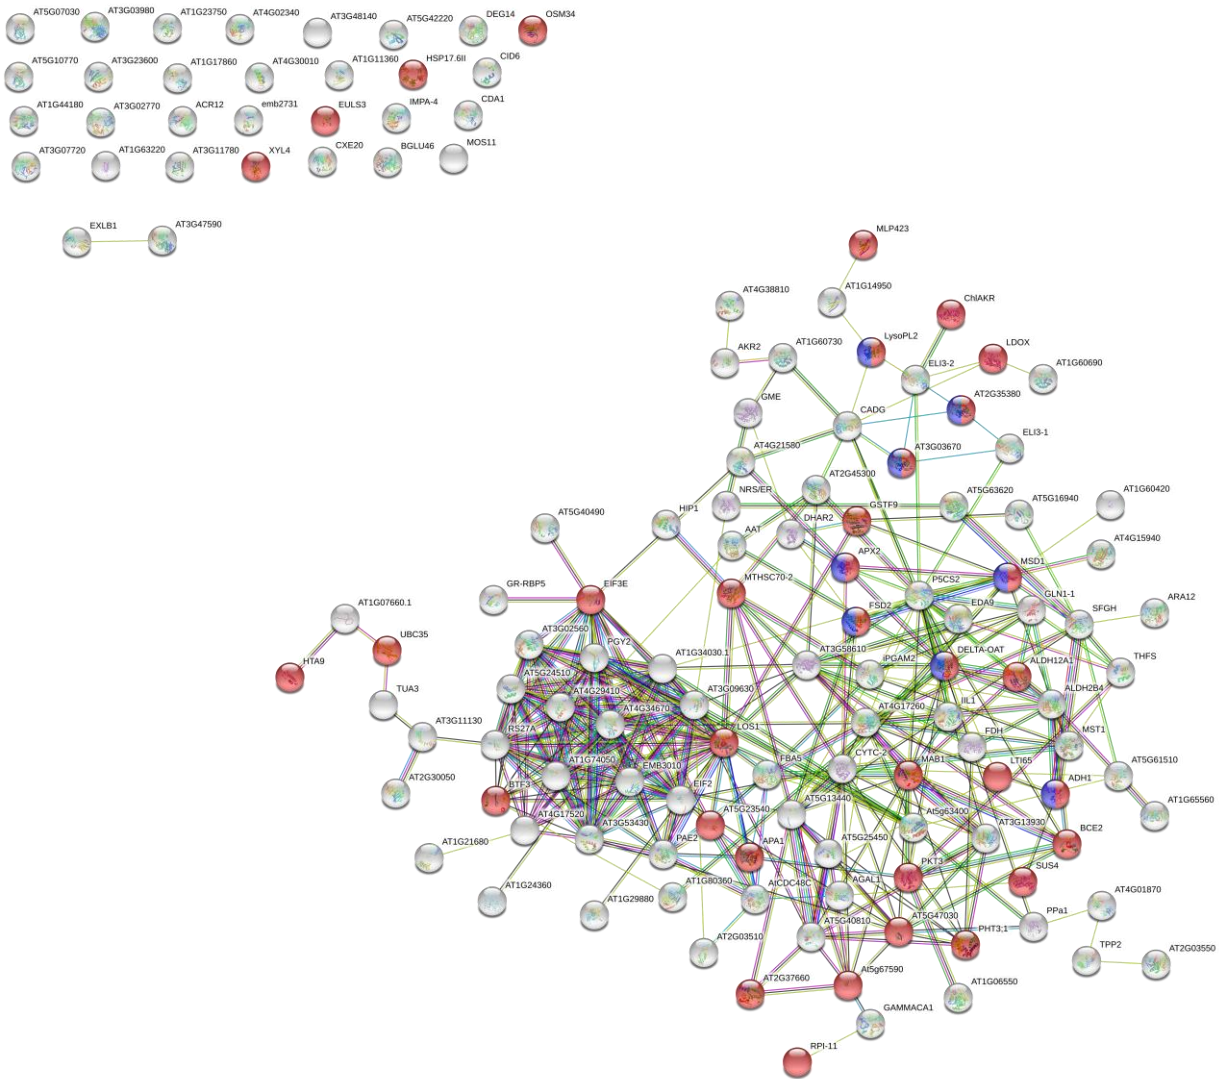 AT5G07030
AT3G03980
AT1G23750
AT4G02340
AT3G48140
AT5G42220
DEG14
OSM34
AT5G10770
AT3G23600
AT1G17860
AT4G30010
AT1G11360
HSP17.6II
CID6
AT1G44180
AT3G02770
ACR12
emb2731
EULS3
IMPA-4
CDA1
AT3G07720
AT1G63220
AT3G11780
XYL4
CXE20
BGLU46
MOS11
EXLB1
AT3G47590
MLP423
AT4G38810
AT1G14950
ChlAKR
AKR2
AT1G60730
LysoPL2
ELI3-2
LDOX
AT1G60690
GME
CADG
AT2G35380
AT4G21580
AT3G03670
ELI3-1
NRS/ER
AT2G45300
AT5G63620
AT5G16940
AT1G60420
AT5G40490
HIP1
AAT
DHAR2
GSTF9
AT4G15940
GR-RBP5
EIF3E
MTHSC70-2
APX2
P5CS2
MSD1
AT1G07660.1
AT3G02560
PGY2
AT1G34030.1
FSD2
EDA9
GLN1-1
SFGH
ARA12
HTA9
UBC35
AT5G24510
AT4G29410
AT3G09630
AT3G58610
iPGAM2
DELTA-OAT
ALDH12A1
THFS
TUA3
AT4G34670
AT4G17260
IIL1
ALDH2B4
AT3G11130
RS27A
LOS1
FDH
MST1
AT2G30050
AT1G74050
EMB3010
FBA5
CYTC-2
MAB1
LTI65
AT5G61510
BTF3
EIF2
ADH1
AT1G65560
AT4G17520
AT3G53430
AT5G23540
AT5G13440
At5g63400
AT3G13930
BCE2
AT1G21680
PAE2
APA1
AT5G25450
PKT3
SUS4
AT1G24360
AT1G29880
AT1G80360
AtCDC48C
AGAL1
AT4G01870
AT2G03510
AT5G40810
AT5G47030
PHT3;1
PPa1
TPP2
AT2G03550
AT2G37660
At5g67590
AT1G06550
GAMMACA1
RPI-11